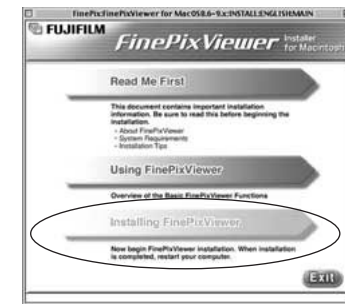 FinePix:FinePixViewer for MacOS8.6-9.x:INSTALL:ENGLISH:MAIN
FUJIFILM
FinePixViewer Installer for Macintosh
Read Me First
This document contains important installation
information. Be sure to read this before beginning the
installation.
- About FinePixViewer
- System Requirements
- Installation Tips
Using FinePixViewer
Overview of the Basic FinePixViewer Functions
Installing FinePixViewer
Now begin FinePixViewer installation. When installation
is completed, restart your computer.
Exit